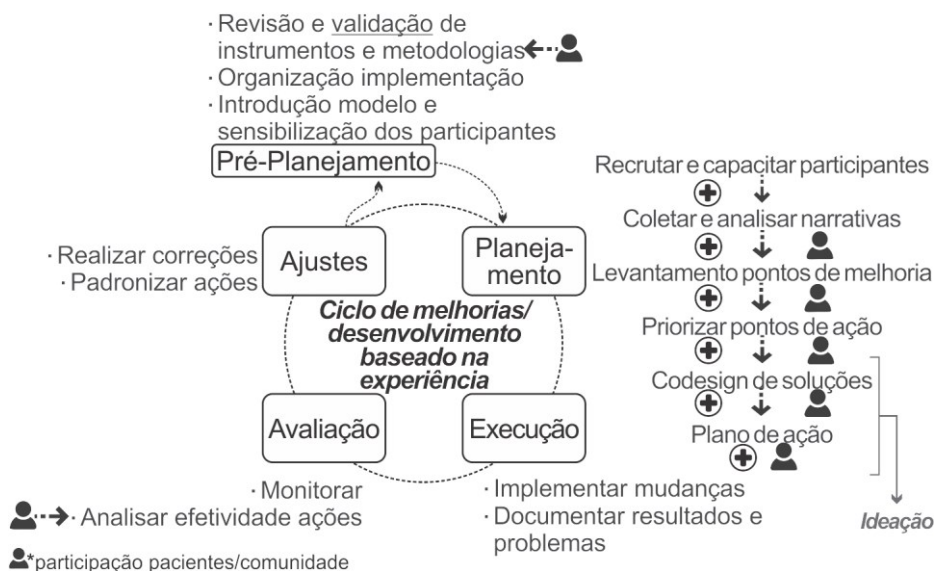 · Revisão e validação de
instrumentos e metodologias
· Organização implementação
· Introdução modelo e
sensibilização dos participantes
Pré-Planejamento
Ajustes
· Realizar correções
· Padronizar ações
Planeja-
mento
Ciclo de melhorias/
desenvolvimento
baseado na
experiência
Avaliação
Execução
· Monitorar
· Analisar efetividade ações
· Implementar mudanças
· Documentar resultados e
problemas
Recrutar e capacitar participantes
Coletar e analisar narrativas
Levantamento pontos de melhoria
Priorizar pontos de ação
Codesign de soluções
Plano de ação
Ideação
*participação pacientes/comunidade